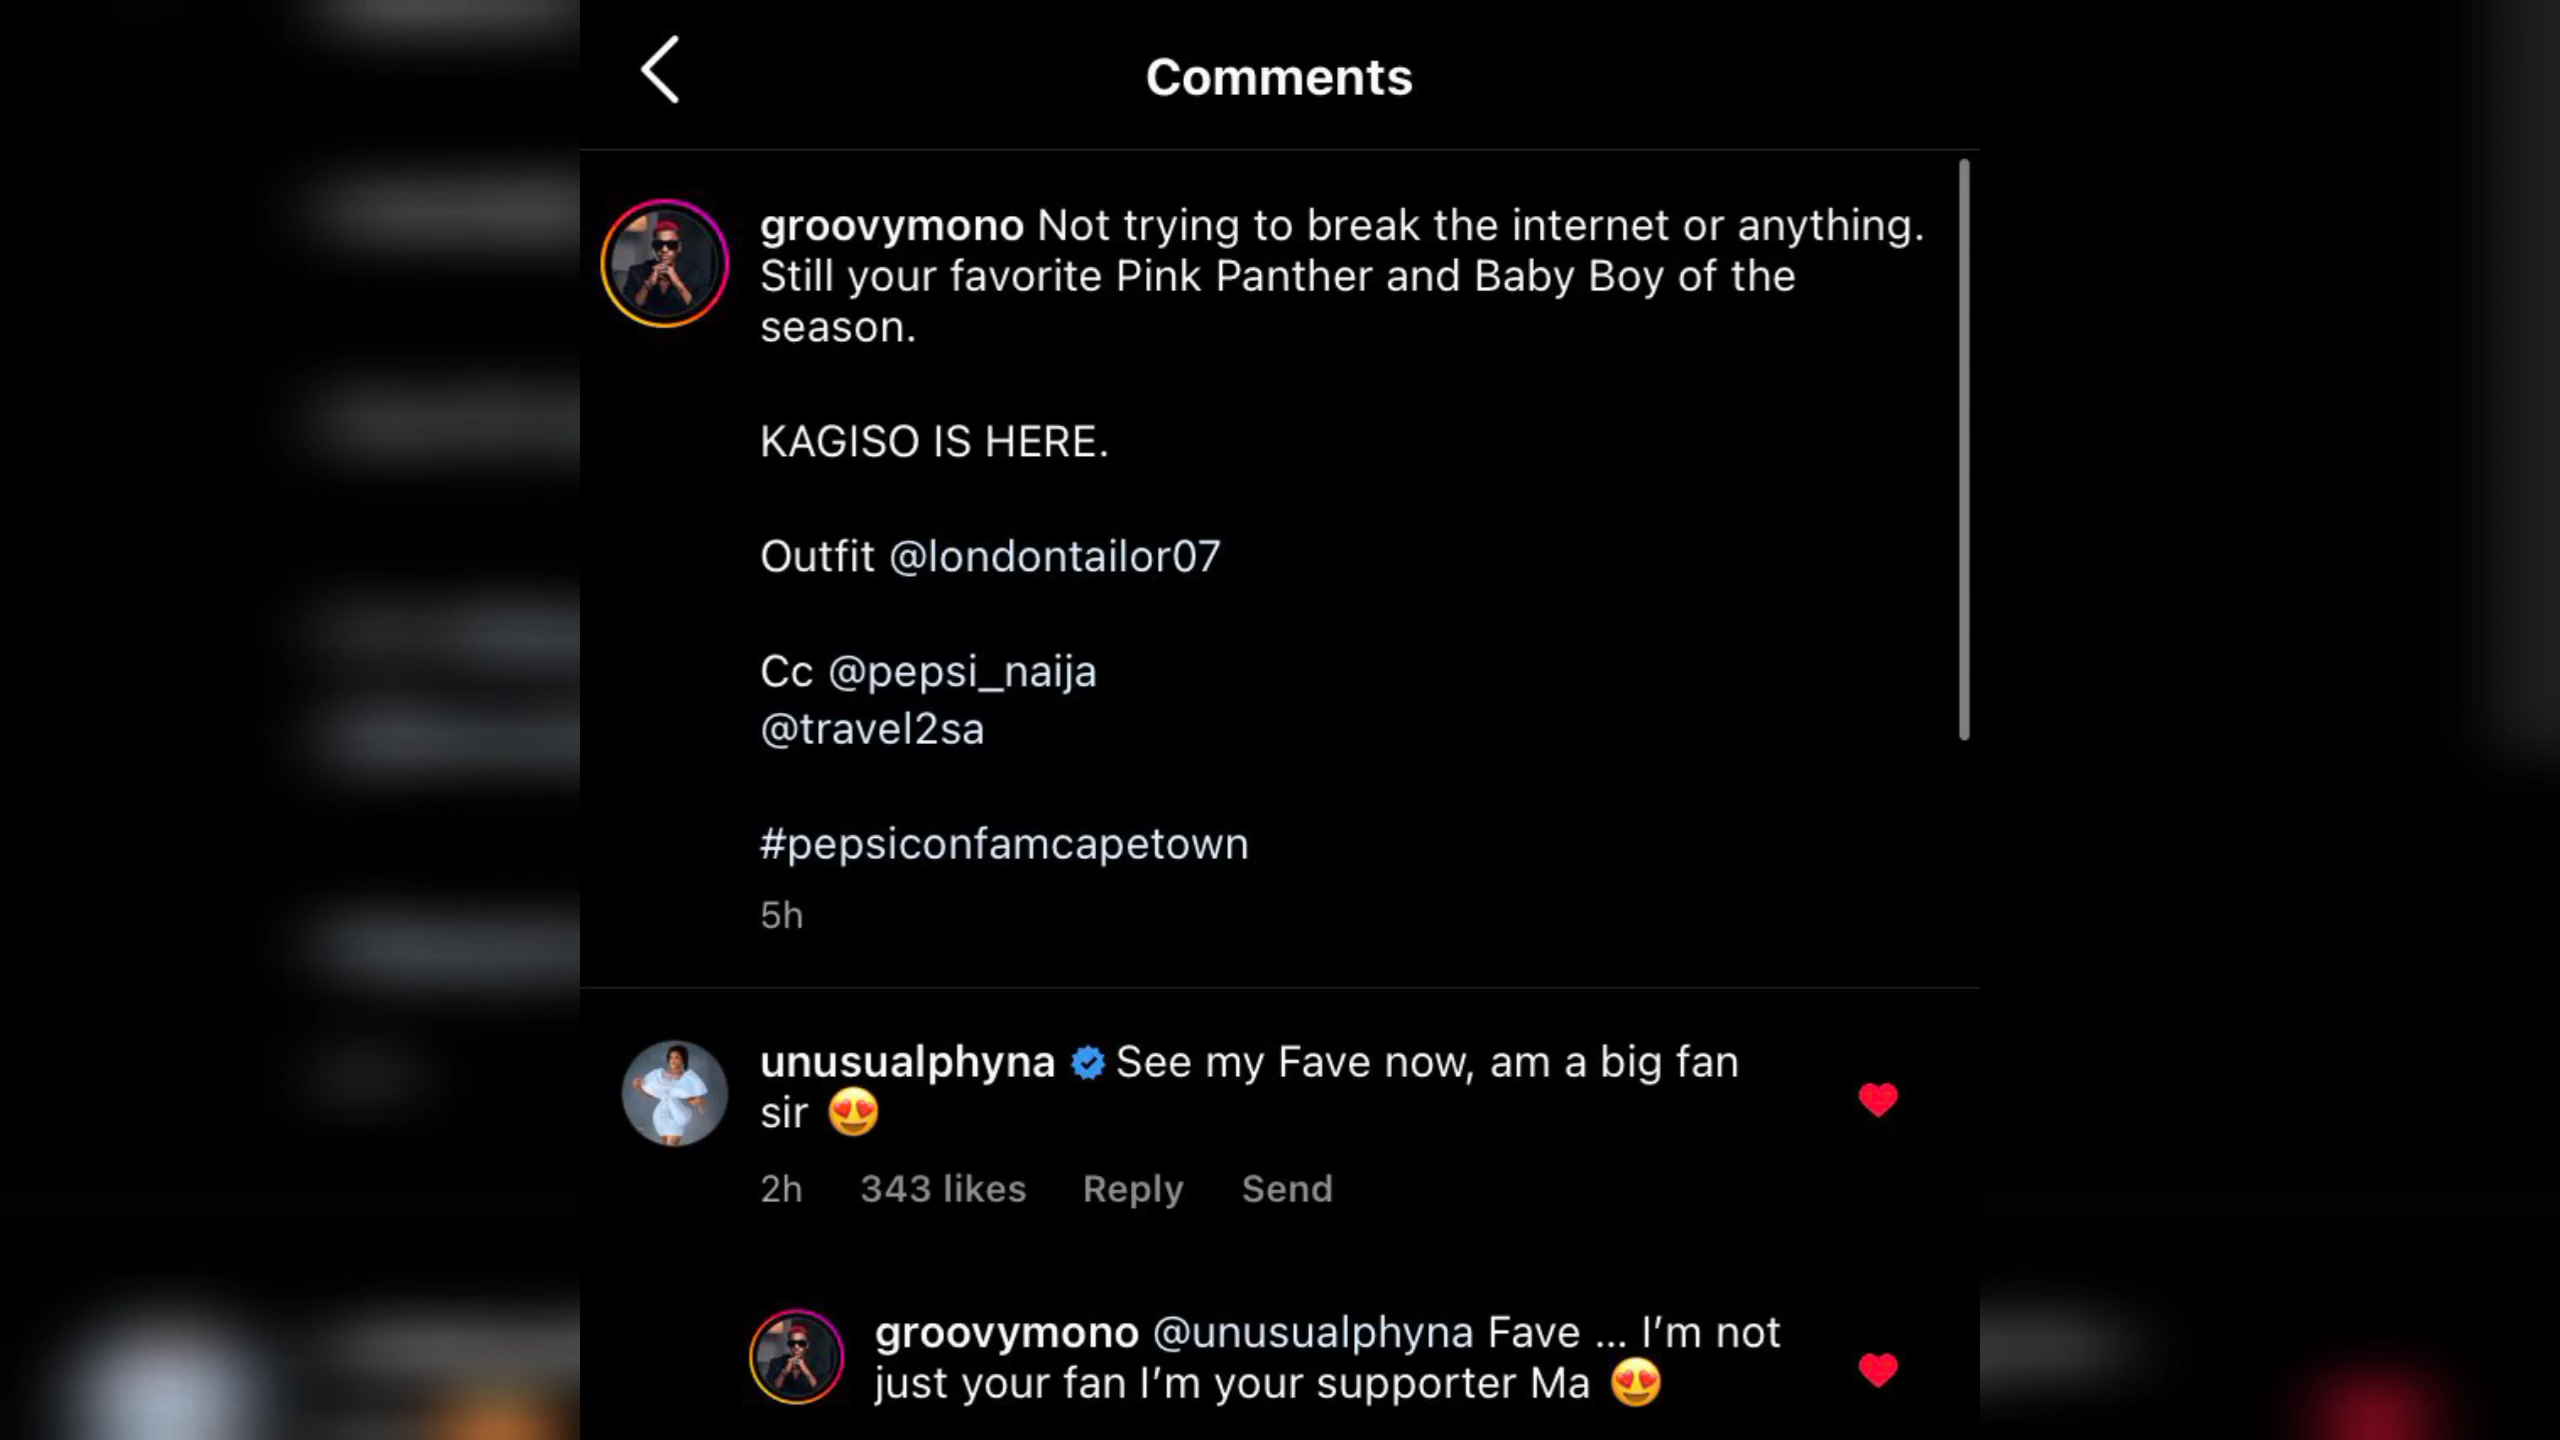 Comments
groovymono Not trying to break the internet or anything.
Still your favorite Pink Panther and Baby Boy of the
season.
KAGISO IS HERE.
Outfit @londontailor07
Cc @pepsi_naija
@travel2sa
#pepsiconfamcapetown
5h
unusualphyna See my Fave now, am a big fan
sir 😍
2h 343 likes Reply Send
groovymono @unusualphyna Fave ... I’m not
just your fan I’m your supporter Ma 😍